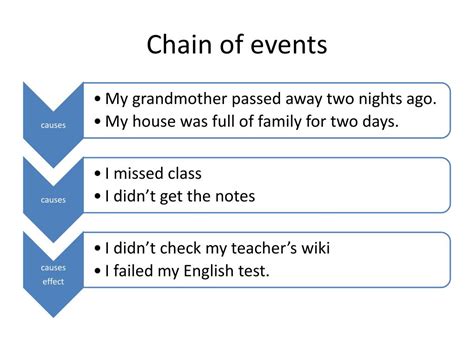 Chain of events
causes
• My grandmother passed away two nights ago.
• My house was full of family for two days.
causes
• I missed class
• I didn’t get the notes
causes
effect
• I didn’t check my teacher’s wiki
• I failed my English test.